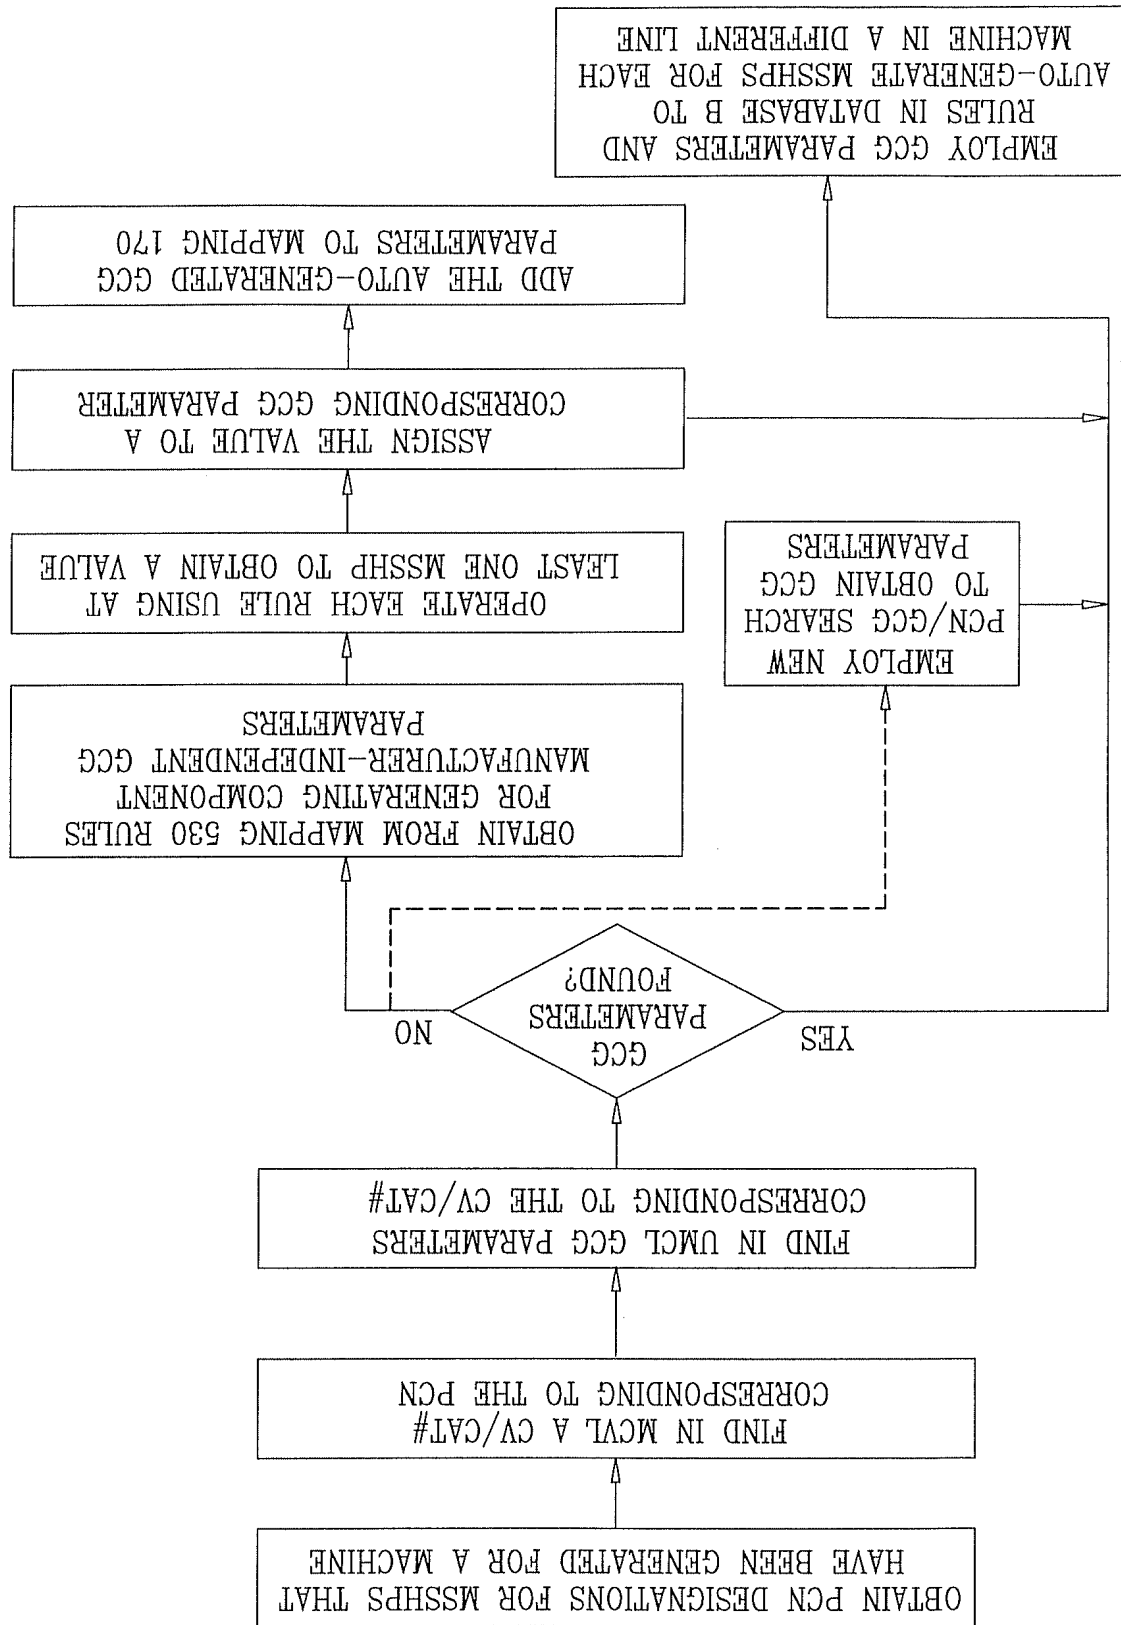 OBTAIN PCN DESIGNATIONS FOR MSSHPS THAT
HAVE BEEN GENERATED FOR A MACHINE
FIND IN MCVL A CV/CAT#
CORRESPONDING TO THE PCN
FIND IN UMCL GCG PARAMETERS
CORRESPONDING TO THE CV/CAT#
GCG
PARAMETERS
FOUND?
YES
NO
OBTAIN FROM MAPPING 530 RULES
FOR GENERATING COMPONENT
MANUFACTURER-INDEPENDENT GCG
PARAMETERS
EMPLOY NEW
PCN/GCG SEARCH
TO OBTAIN GCG
PARAMETERS
OPERATE EACH RULE USING AT
LEAST ONE MSSHP TO OBTAIN A VALUE
ASSIGN THE VALUE TO A
CORRESPONDING GCG PARAMETER
ADD THE AUTO-GENERATED GCG
PARAMETERS TO MAPPING 170
EMPLOY GCG PARAMETERS AND
RULES IN DATABASE B TO
AUTO-GENERATE MSSHPS FOR EACH
MACHINE IN A DIFFERENT LINE